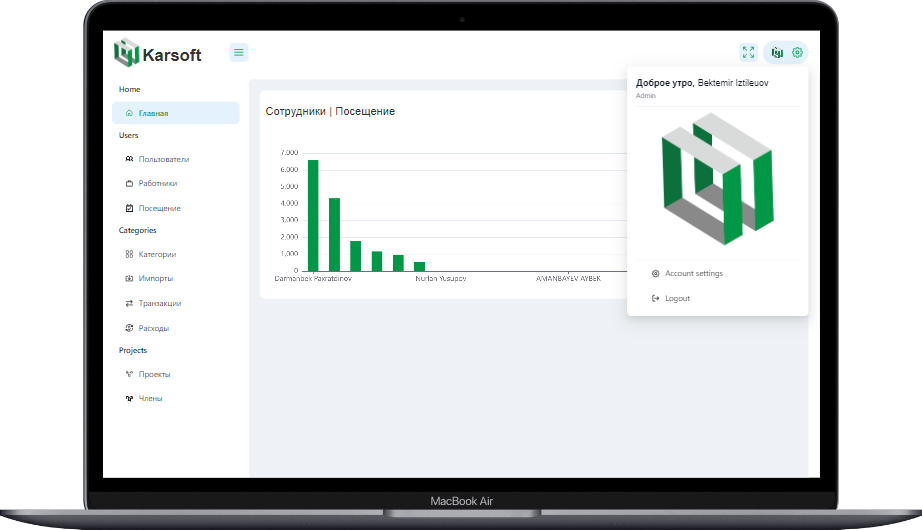 Karsoft
Home
Главная
Users
Пользователи
Работники
Посещение
Categories
Категории
Импорты
Транзакции
Расходы
Projects
Проекты
Члены
Сотрудники | Посещение
7,000
6,000
5,000
4,000
3,000
2,000
1,000
0
Darmanbek Paxratdinov
Nurlan Yusupov
AMANBAYEV AYBEK
Доброе утро, Bektemir Iztileuov
Admin
Account settings
Logout
MacBook Air